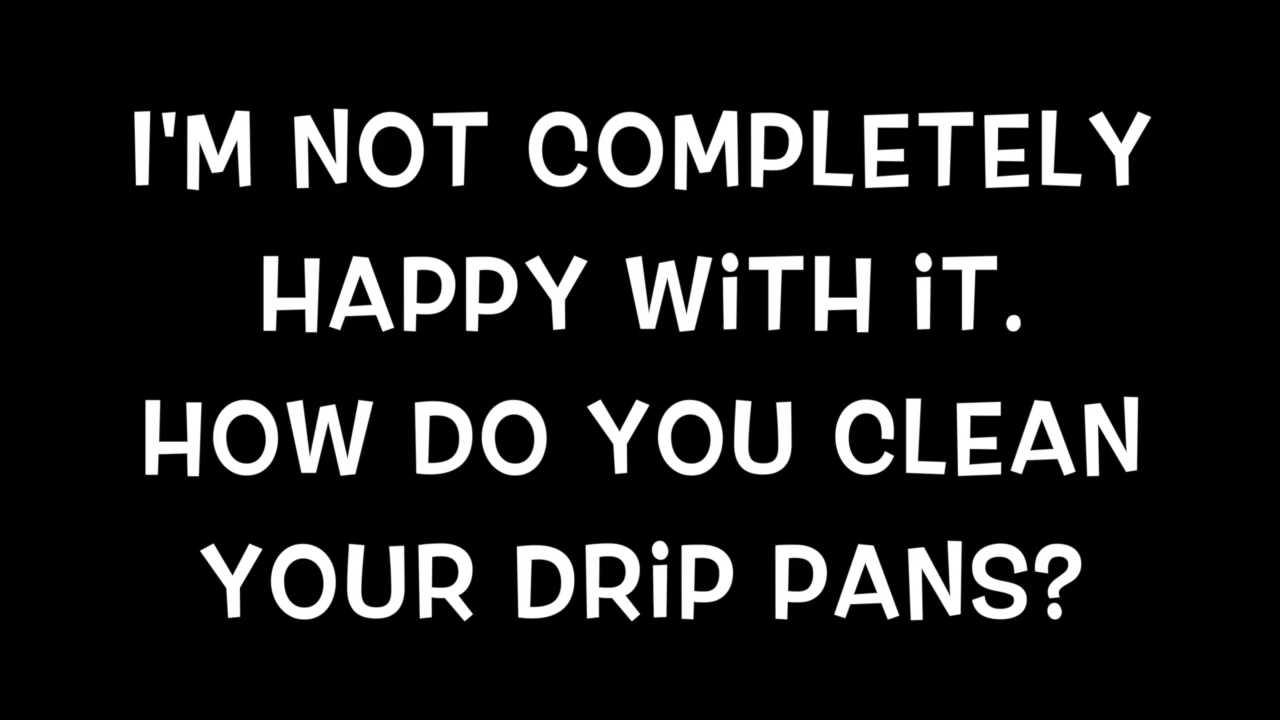 I'M NOT COMPLETELY
HAPPY WiTH iT.
HOW DO YOU CLEAN
YOUR DRiP PANS?